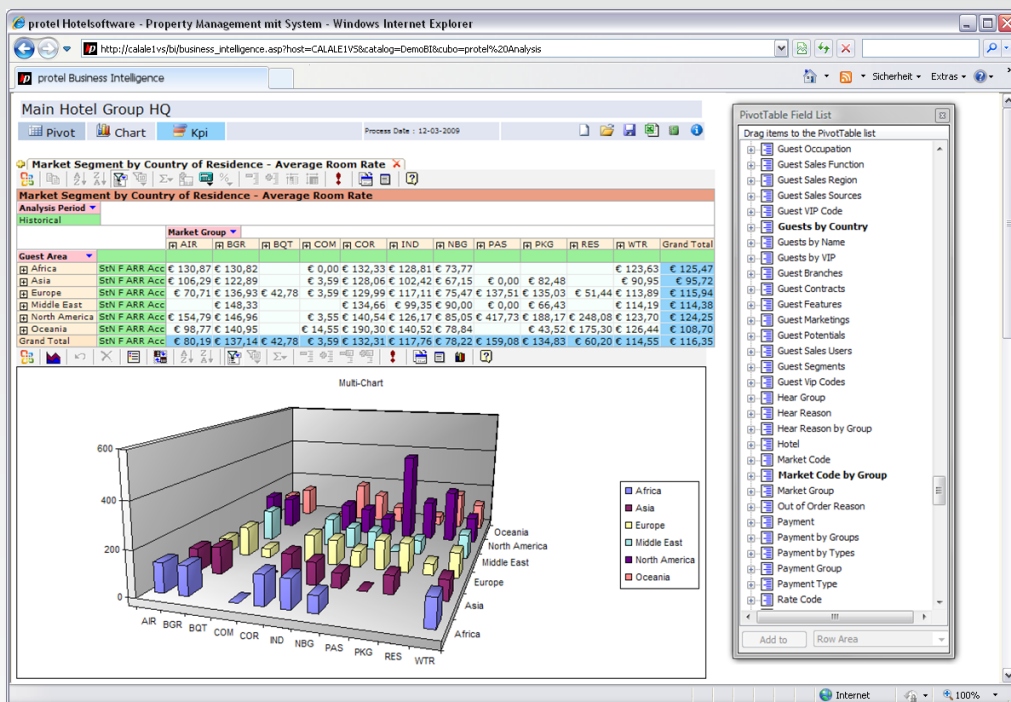 protel Hotelsoftware - Property Management mit System - Windows Internet Explorer
http://calale1vs/bi/business_intelligence.asp?host=CALALE1VS&catalog=DemoBI&cubo=protel%20Analysis
protel Business Intelligence
Sicherheit
Extras
Main Hotel Group HQ
Pivot Chart Kpi
Process Date : 12-03-2009
Market Segment by Country of Residence - Average Room Rate
Market Segment by Country of Residence - Average Room Rate
Analysis Period
Historical
Market Group
AIR BGR BQT COM COR IND NBG PAS PKG RES WTR Grand Total
Guest Area
Africa StN F ARR Acc € 130,87 € 130,82 € 0,00 € 132,33 € 128,81 € 73,77 € 123,63 € 125,47
Asia StN F ARR Acc € 106,29 € 122,89 € 3,59 € 128,06 € 102,42 € 67,15 € 0,00 € 82,48 € 90,95 € 95,72
Europe StN F ARR Acc € 70,71 € 136,93 € 42,78 € 3,59 € 129,99 € 117,11 € 75,47 € 137,51 € 135,03 € 51,44 € 113,89 € 115,94
Middle East StN F ARR Acc € 148,33 € 134,66 € 99,35 € 90,00 € 0,00 € 66,43 € 114,19 € 114,38
North America StN F ARR Acc € 154,79 € 146,96 € 3,55 € 140,54 € 126,17 € 85,05 € 417,73 € 188,17 € 248,08 € 123,70 € 124,25
Oceania StN F ARR Acc € 98,77 € 140,95 € 14,55 € 190,30 € 140,52 € 78,84 € 43,52 € 175,30 € 126,44 € 108,70
Grand Total StN F ARR Acc € 80,19 € 137,14 € 42,78 € 3,59 € 132,31 € 117,76 € 78,22 € 159,08 € 134,83 € 60,20 € 114,55 € 116,35
Multi-Chart
600
400
200
0
AIR BGR BQT COM COR IND NBG PAS PKG RES WTR
Oceania
North America
Middle East
Europe
Asia
Africa
Africa
Asia
Europe
Middle East
North America
Oceania
PivotTable Field List
Drag items to the PivotTable list
Guest Occupation
Guest Sales Function
Guest Sales Region
Guest Sales Sources
Guest VIP Code
Guests by Country
Guests by Name
Guests by VIP
Guest Branches
Guest Contracts
Guest Features
Guest Marketings
Guest Potentials
Guest Sales Users
Guest Segments
Guest Vip Codes
Hear Group
Hear Reason
Hear Reason by Group
Hotel
Market Code
Market Code by Group
Market Group
Out of Order Reason
Payment
Payment by Groups
Payment by Types
Payment Group
Payment Type
Rate Code
Add to
Row Area
Internet
100%